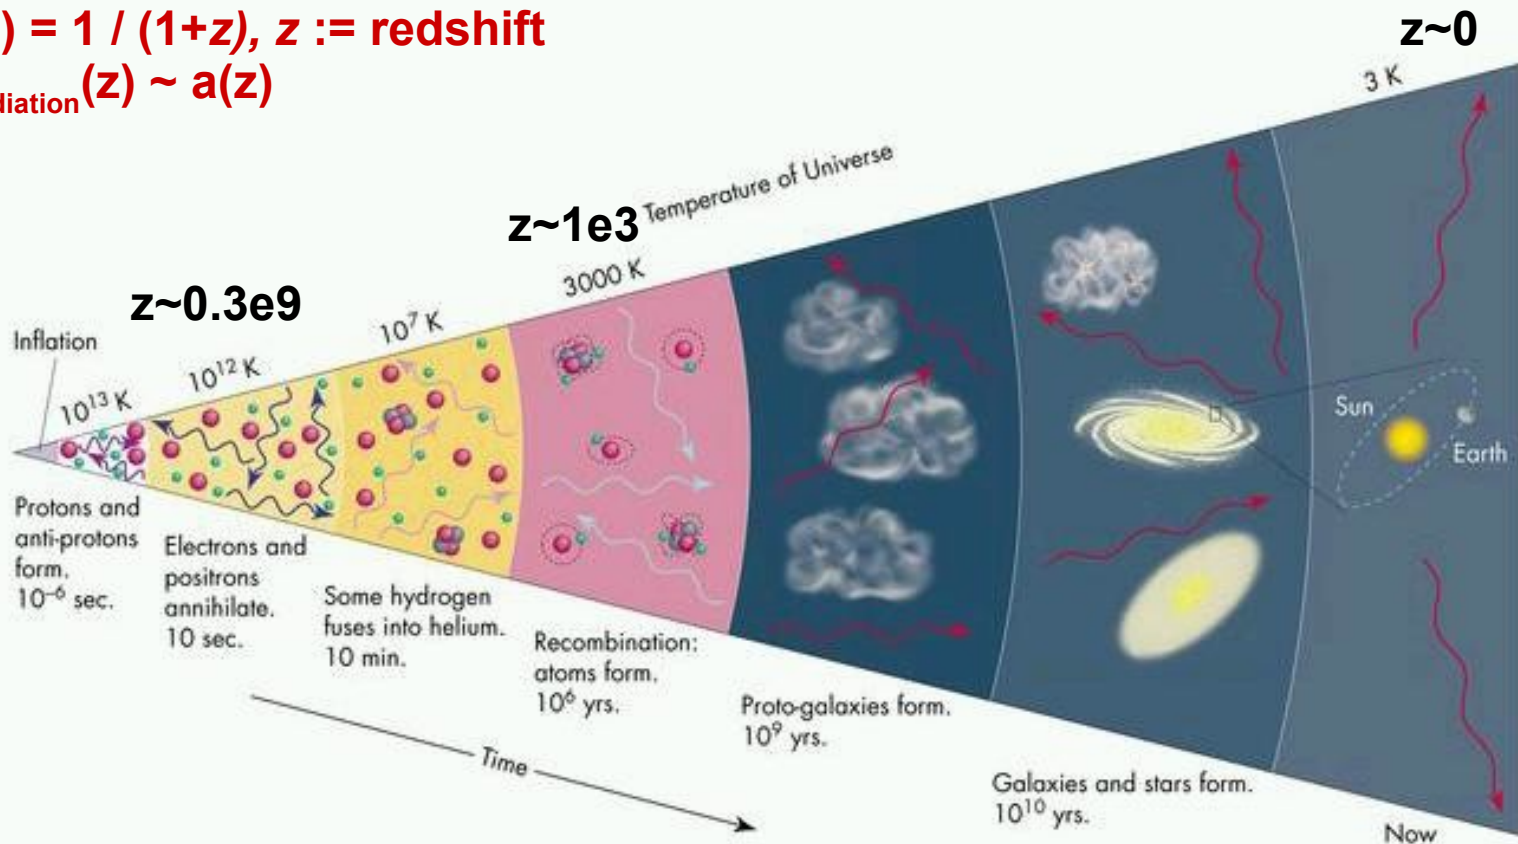 ) = 1 / (1+z), z := redshift
diation(z) ~ a(z)
z~0
3 K
Temperature of Universe
z~1e3
3000 K
z~0.3e9
10⁷ K
Inflation
10¹² K
10¹³ K
Sun
Earth
Protons and
anti-protons
form.
10⁻⁶ sec.
Electrons and
positrons
annihilate.
10 sec.
Some hydrogen
fuses into helium.
10 min.
Recombination:
atoms form.
10⁶ yrs.
Proto-galaxies form.
10⁹ yrs.
Time
Galaxies and stars form.
10¹⁰ yrs.
Now